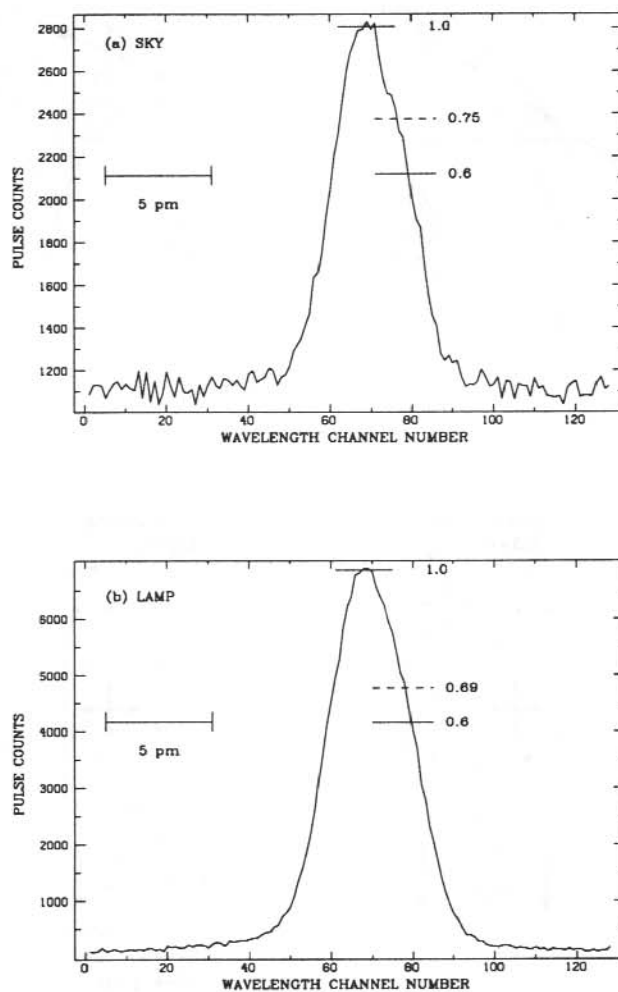 (a) SKY
1.0
0.75
0.6
5 pm
PULSE COUNTS
2800
2600
2400
2200
2000
1800
1600
1400
1200
0 20 40 60 80 100 120
WAVELENGTH CHANNEL NUMBER
(b) LAMP
1.0
0.69
0.6
5 pm
PULSE COUNTS
6000
5000
4000
3000
2000
1000
0 20 40 60 80 100 120
WAVELENGTH CHANNEL NUMBER